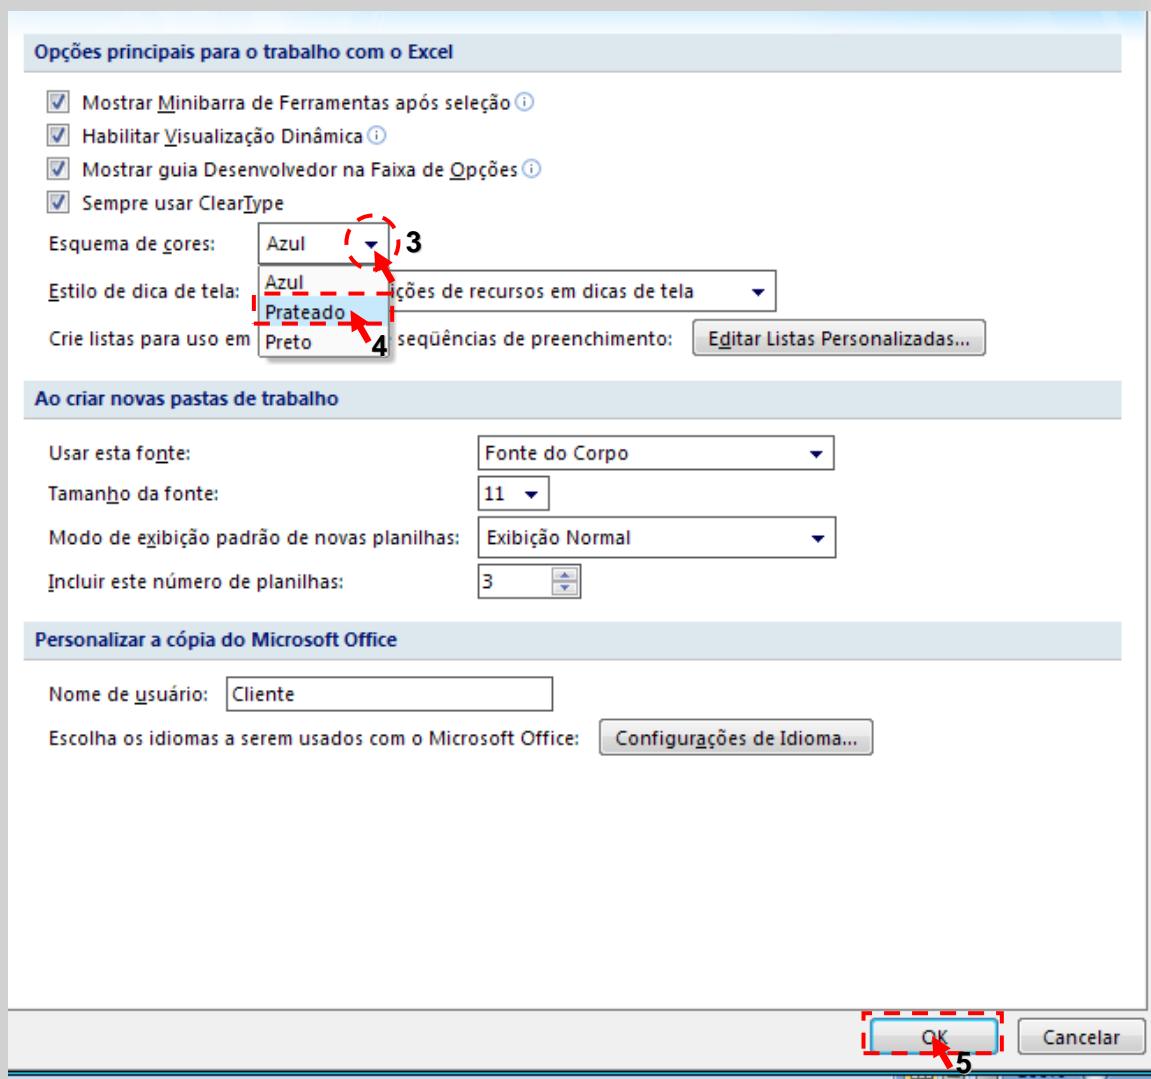 Opções principais para o trabalho com o Excel
Mostrar Minibarra de Ferramentas após seleção
Habilitar Visualização Dinâmica
Mostrar guia Desenvolvedor na Faixa de Opções
Sempre usar ClearType
Esquema de cores: Azul 3
Azul
Estilo de dica de tela: ções de recursos em dicas de tela
Prateado
Crie listas para uso em seqüências de preenchimento: Editar Listas Personalizadas...
Preto 4
Ao criar novas pastas de trabalho
Usar esta fonte: Fonte do Corpo
Tamanho da fonte: 11
Modo de exibição padrão de novas planilhas: Exibição Normal
Incluir este número de planilhas: 3
Personalizar a cópia do Microsoft Office
Nome de usuário: Cliente
Escolha os idiomas a serem usados com o Microsoft Office: Configurações de Idioma...
OK Cancelar
5